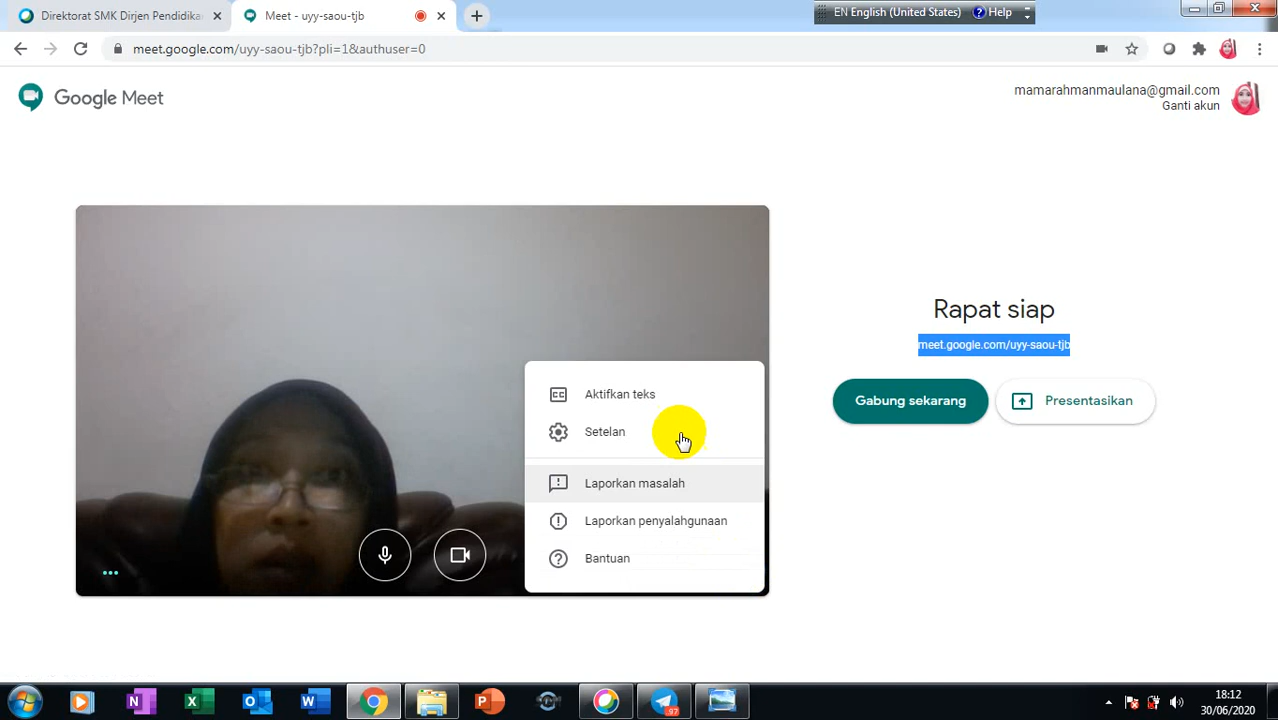 Direktorat SMK Dirjen Pendidika
Meet - uyy-saou-tjb
EN English (United States)
Help
meet.google.com/uyy-saou-tjb?pli=1&authuser=0
Google Meet
mamarahmanmaulana@gmail.com
Ganti akun
Rapat siap
meet.google.com/uyy-saou-tjb
Gabung sekarang
Presentasikan
Aktifkan teks
Setelan
Laporkan masalah
Laporkan penyalahgunaan
Bantuan
97
18:12
30/06/2020